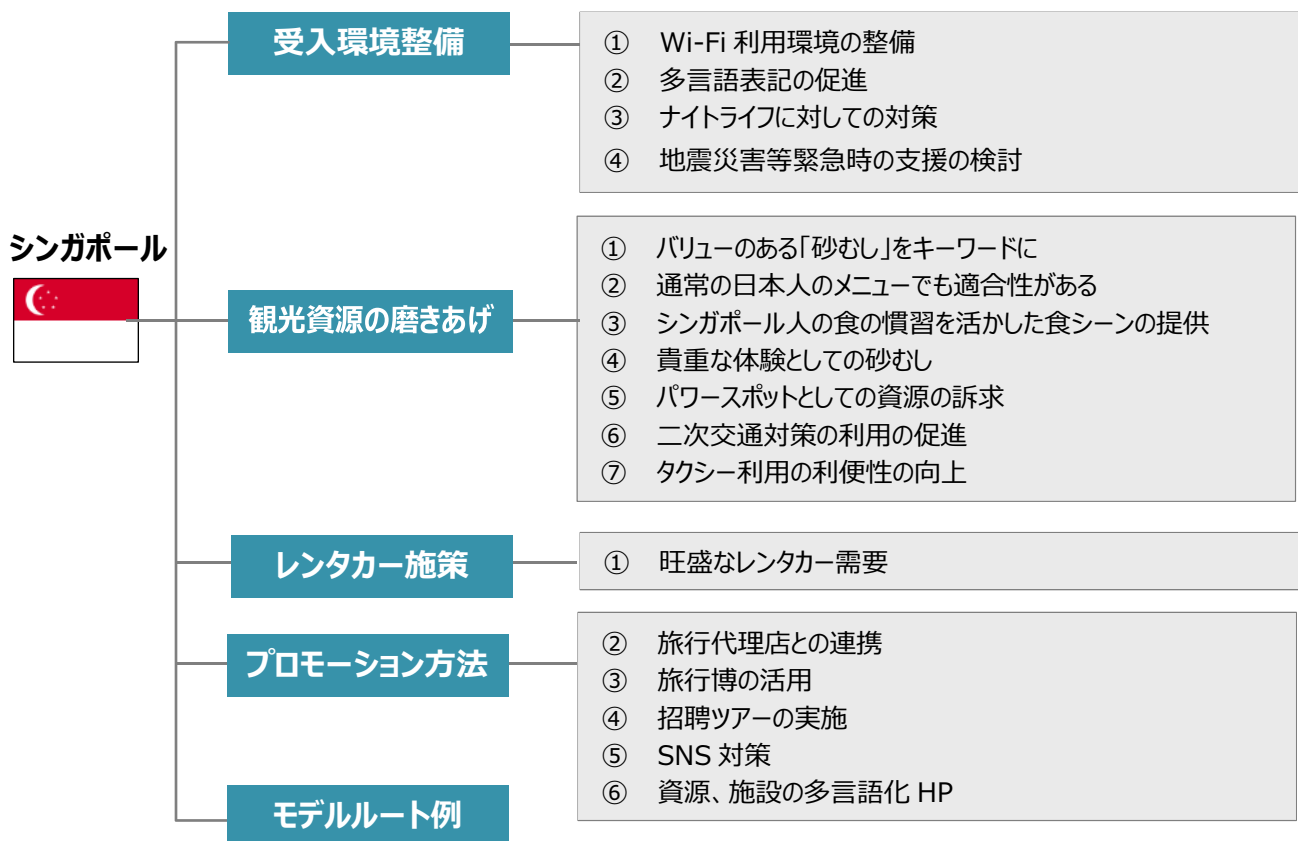 受入環境整備
① Wi-Fi 利用環境の整備
② 多言語表記の促進
③ ナイトライフに対しての対策
④ 地震災害等緊急時の支援の検討
シンガポール
観光資源の磨きあげ
① バリューのある「砂むし」をキーワードに
② 通常の日本人のメニューでも適合性がある
③ シンガポール人の食の慣習を活かした食シーンの提供
④ 貴重な体験としての砂むし
⑤ パワースポットとしての資源の訴求
⑥ 二次交通対策の利用の促進
⑦ タクシー利用の利便性の向上
レンタカー施策
① 旺盛なレンタカー需要
プロモーション方法
② 旅行代理店との連携
③ 旅行博の活用
④ 招聘ツアーの実施
⑤ SNS 対策
⑥ 資源、施設の多言語化 HP
モデルルート例